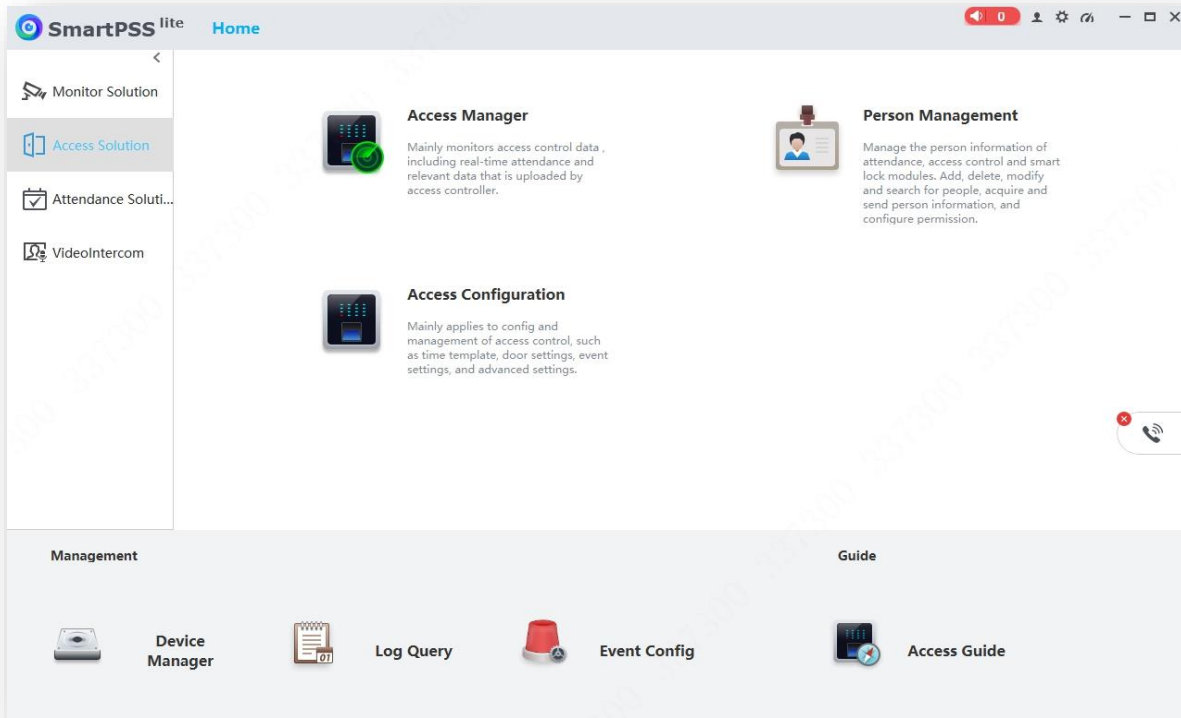 SmartPSS lite
Home
0
Monitor Solution
Access Solution
Attendance Soluti...
VideoIntercom
Access Manager
Mainly monitors access control data ,
including real-time attendance and
relevant data that is uploaded by
access controller.
Person Management
Manage the person information of
attendance, access control and smart
lock modules. Add, delete, modify
and search for people, acquire and
send person information, and
configure permission.
Access Configuration
Mainly applies to config and
management of access control, such
as time template, door settings, event
settings, and advanced settings.
Management
Guide
Device
Manager
01
Log Query
Event Config
Access Guide
337300